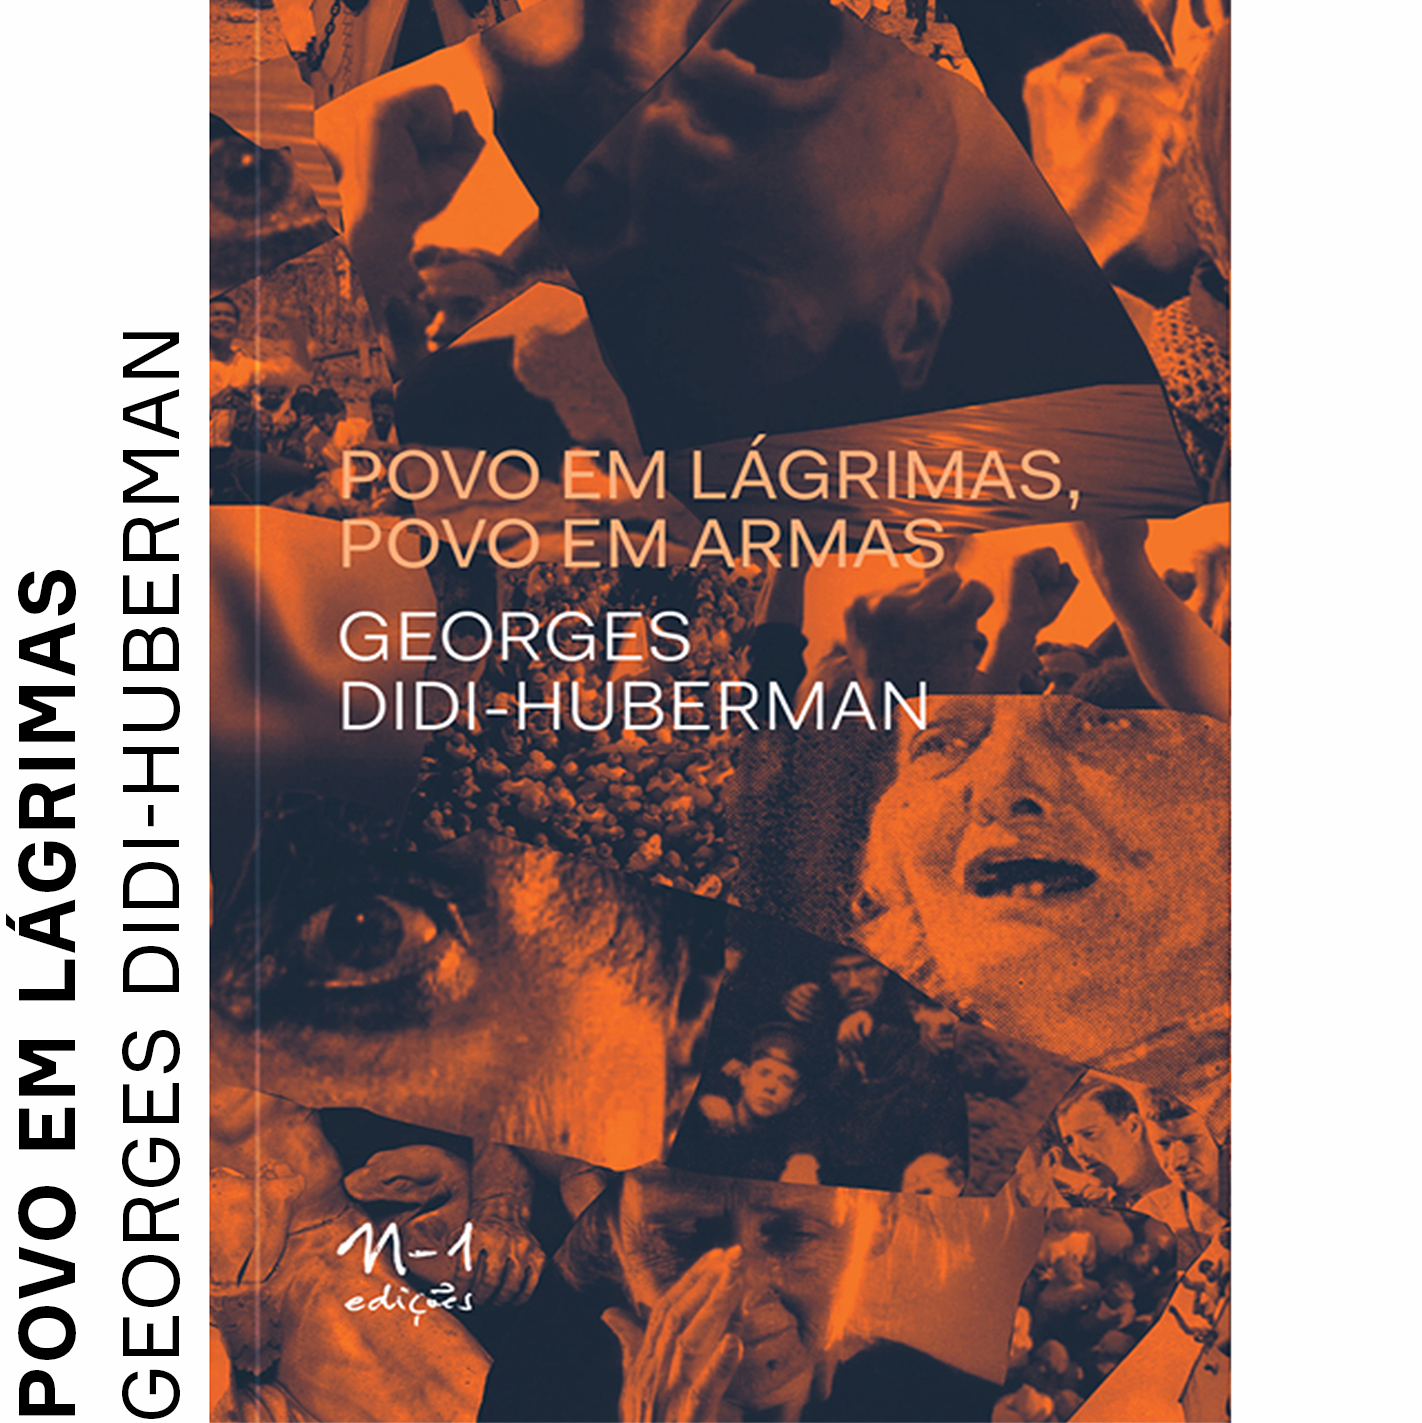 POVO EM LÁGRIMAS
GEORGES DIDI-HUBERMAN
POVO EM LÁGRIMAS,
POVO EM ARMAS
GEORGES
DIDI-HUBERMAN
n-1
edições